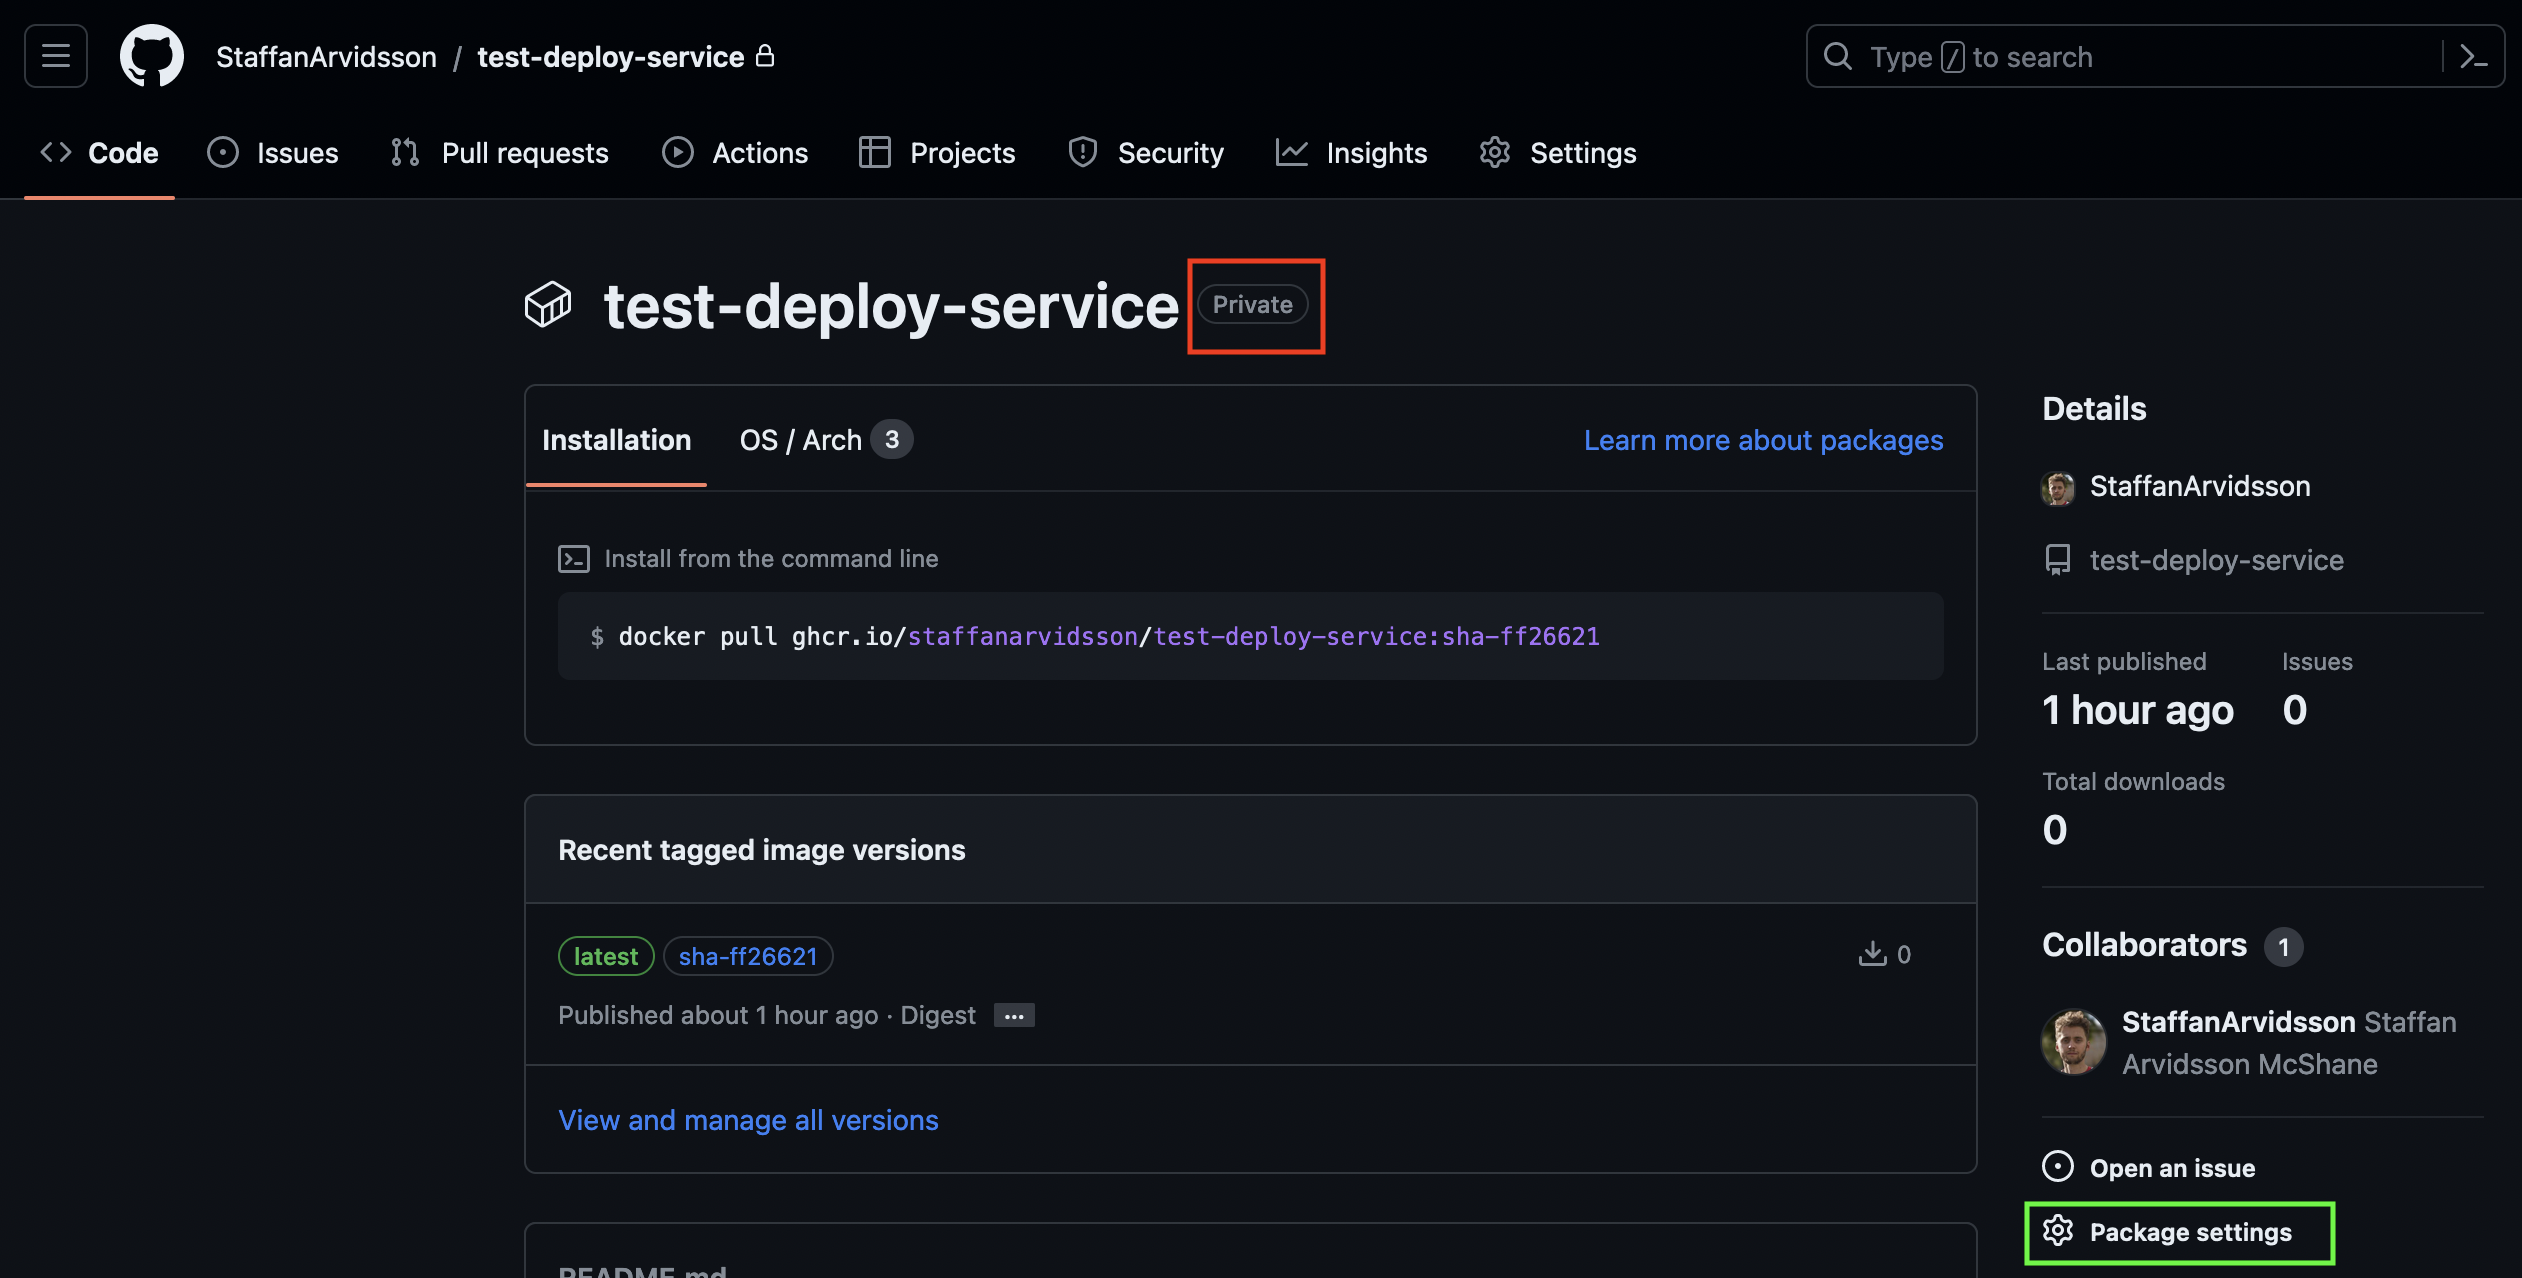 StaffanArvidsson / test-deploy-service
Type / to search
Code Issues Pull requests Actions Projects Security Insights Settings
test-deploy-service Private
Installation OS / Arch 3 Learn more about packages
Install from the command line
$ docker pull ghcr.io/staffanarvidsson/test-deploy-service:sha-ff26621
Recent tagged image versions
latest sha-ff26621 0
Published about 1 hour ago · Digest ...
View and manage all versions
README.md
Details
StaffanArvidsson
test-deploy-service
Last published Issues
1 hour ago 0
Total downloads
0
Collaborators 1
StaffanArvidsson Staffan
Arvidsson McShane
Open an issue
Package settings